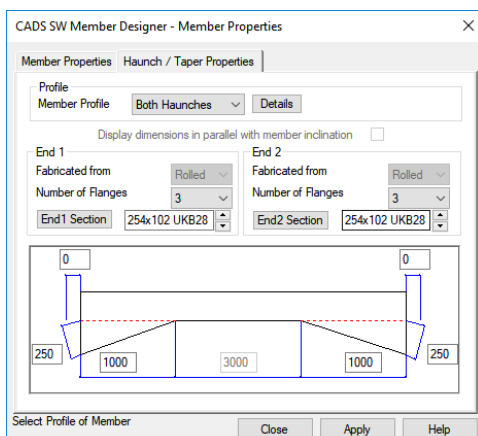 CADS SW Member Designer - Member Properties
Member Properties Haunch / Taper Properties
Profile
Member Profile Both Haunches Details
Display dimensions in parallel with member inclination
End 1 End 2
Fabricated from Rolled Fabricated from Rolled
Number of Flanges 3 Number of Flanges 3
End1 Section 254x102 UKB28 End2 Section 254x102 UKB28
0 0
250 1000 3000 1000 250
Select Profile of Member Close Apply Help